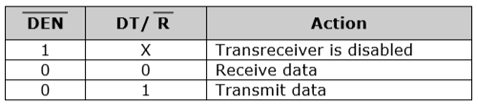 DEN DT/ R Action
1 X Transreceiver is disabled
0 0 Receive data
0 1 Transmit data